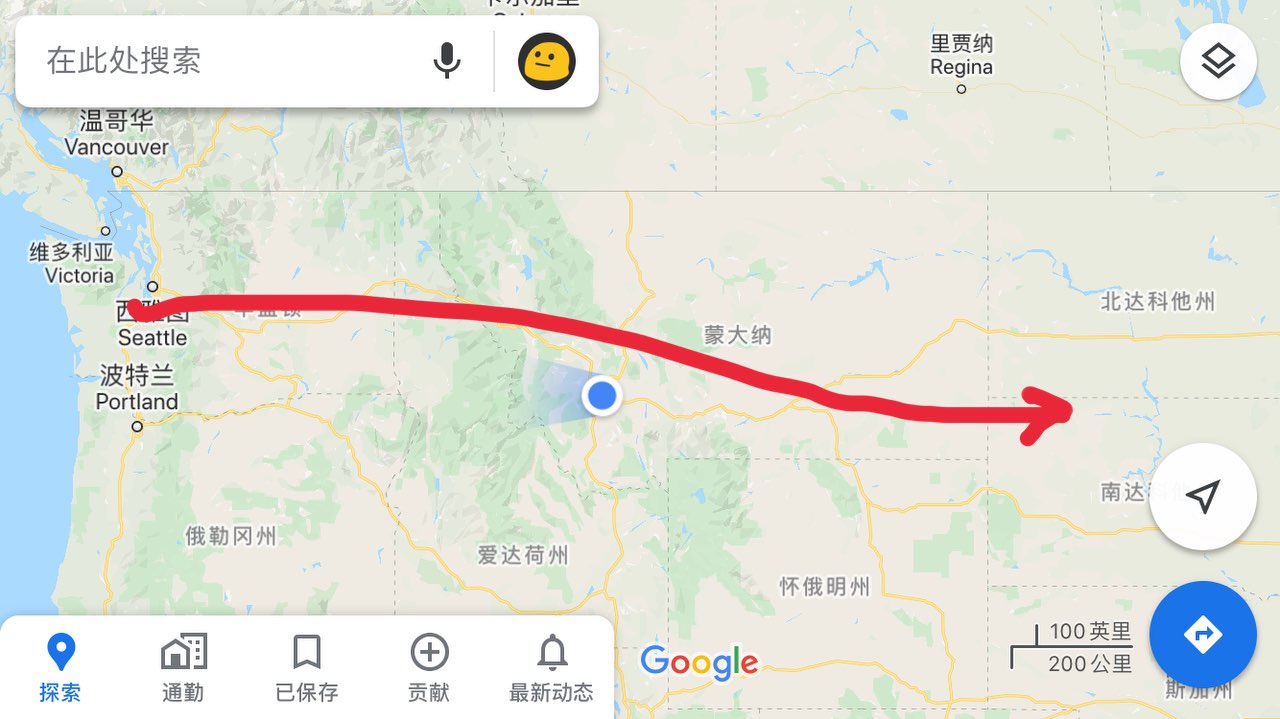 在此处搜索
里贾纳
Regina
温哥华
Vancouver
维多利亚
Victoria
西雅图
Seattle
华盛顿
波特兰
Portland
蒙大纳
北达科他州
俄勒冈州
爱达荷州
怀俄明州
南达科他
100 英里
200 公里
Google
斯加州
探索
通勤
已保存
贡献
最新动态